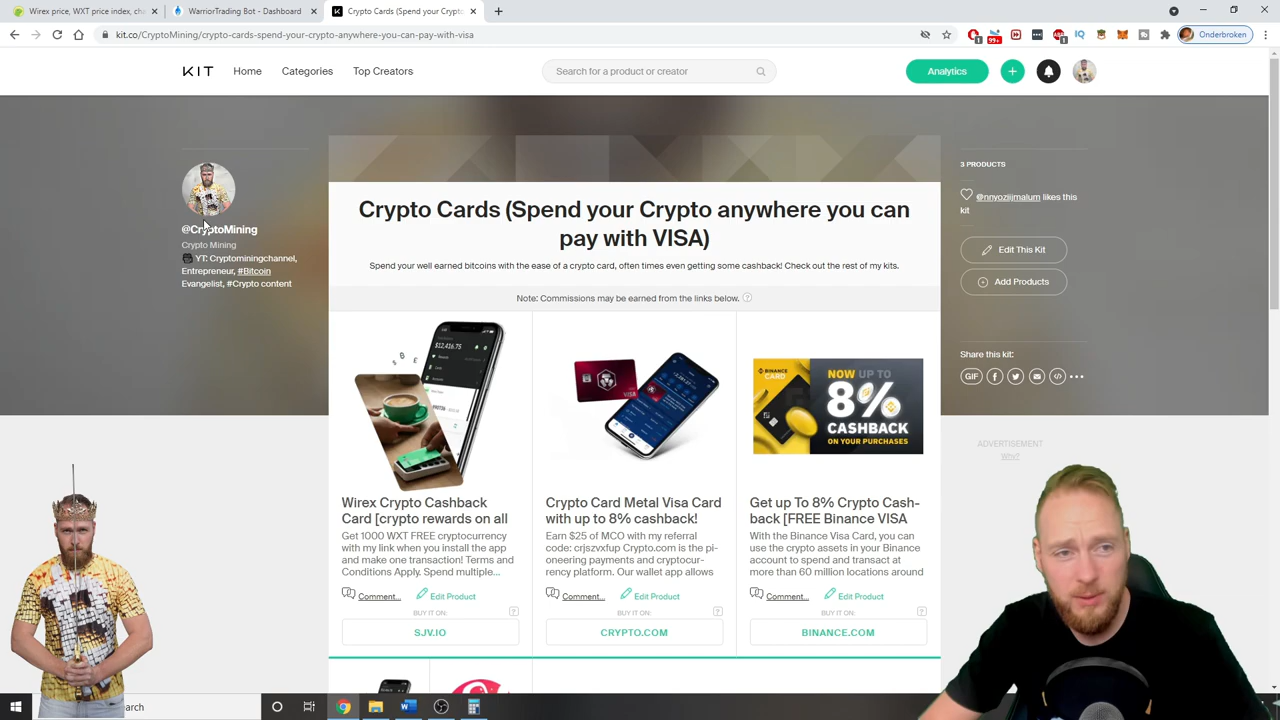 Wirex price, WXT price index, cha
WarriorTrading Bot - Dashboard
Crypto Cards (Spend your Crypto
kit.co/CryptoMining/crypto-cards-spend-your-crypto-anywhere-you-can-pay-with-visa
Onderbroken
KIT Home Categories Top Creators Search for a product or creator Analytics
@CryptoMining
Crypto Mining
YT: Cryptominingchannel,
Entrepreneur, #Bitcoin
Evangelist, #Crypto content
Crypto Cards (Spend your Crypto anywhere you can
pay with VISA)
Spend your well earned bitcoins with the ease of a crypto card, often times even getting some cashback! Check out the rest of my kits.
Note: Commissions may be earned from the links below.
3 PRODUCTS
@nnyozijmalum likes this
kit
Edit This Kit
Add Products
Share this kit:
GIF
ADVERTISEMENT
Why?
$12,416.75
Wirex Crypto Cashback
Card [crypto rewards on all
Get 1000 WXT FREE cryptocurrency
with my link when you install the app
and make one transaction! Terms and
Conditions Apply. Spend multiple...
Comment... Edit Product
BUY IT ON:
SJV.IO
VISA
Crypto Card Metal Visa Card
with up to 8% cashback!
Earn $25 of MCO with my referral
code: crjszvxfup Crypto.com is the pi-
oneering payments and cryptocur-
rency platform. Our wallet app allows
Comment... Edit Product
BUY IT ON:
CRYPTO.COM
BINANCE
CARD
NOW UP TO
8%
CASHBACK
ON YOUR PURCHASES
Get up To 8% Crypto Cash-
back [FREE Binance VISA
With the Binance Visa Card, you can
use the crypto assets in your Binance
account to spend and transact at
more than 60 million locations around
Comment... Edit Product
BUY IT ON:
BINANCE.COM
arch